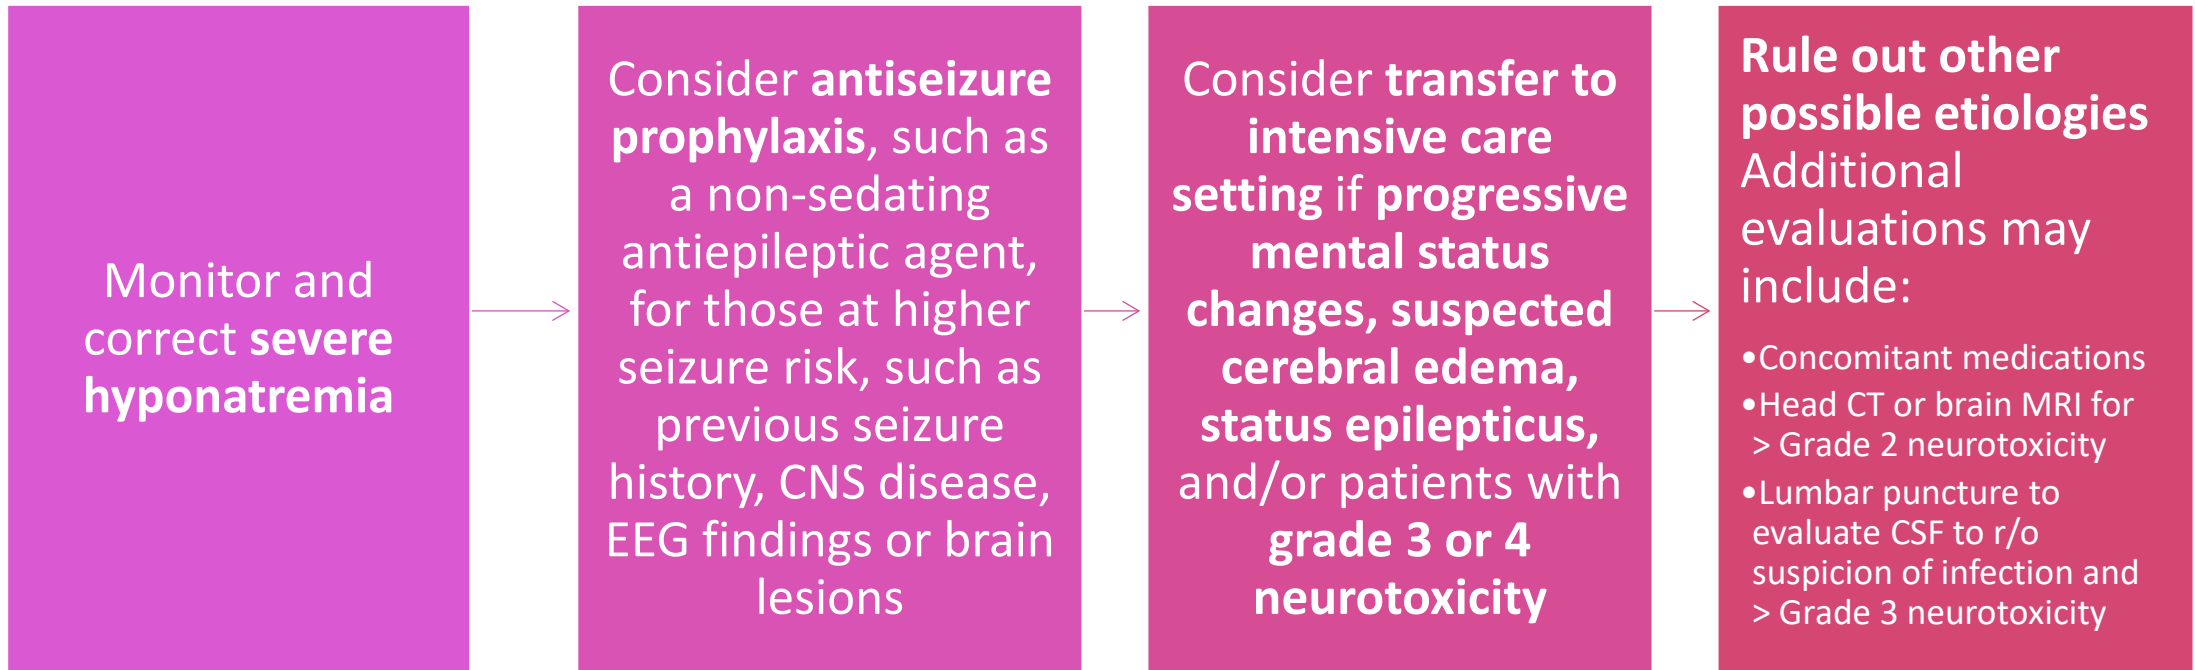 Monitor and
correct severe
hyponatremia
Consider antiseizure
prophylaxis, such as
a non-sedating
antiepileptic agent,
for those at higher
seizure risk, such as
previous seizure
history, CNS disease,
EEG findings or brain
lesions
Consider transfer to
intensive care
setting if progressive
mental status
changes, suspected
cerebral edema,
status epilepticus,
and/or patients with
grade 3 or 4
neurotoxicity
Rule out other
possible etiologies
Additional
evaluations may
include:
•Concomitant medications
•Head CT or brain MRI for
> Grade 2 neurotoxicity
•Lumbar puncture to
evaluate CSF to r/o
suspicion of infection and
> Grade 3 neurotoxicity